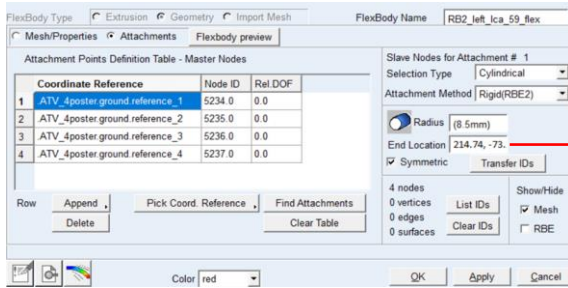 FlexBody Type Extrusion Geometry Import Mesh FlexBody Name RB2_left_lca_59_flex
Mesh/Properties Attachments Flexbody preview
Attachment Points Definition Table - Master Nodes
Coordinate Reference Node ID Rel.DOF
1 .ATV_4poster.ground.reference_1 5234.0 0.0
2 .ATV_4poster.ground.reference_2 5235.0 0.0
3 .ATV_4poster.ground.reference_3 5236.0 0.0
4 .ATV_4poster.ground.reference_4 5237.0 0.0
Row Append Pick Coord. Reference Find Attachments
Delete Clear Table
Slave Nodes for Attachment # 1
Selection Type Cylindrical
Attachment Method Rigid(RBE2)
Radius (8.5mm)
End Location 214.74, -73.
Symmetric Transfer IDs
4 nodes
0 vertices
0 edges
0 surfaces
List IDs
Clear IDs
Show/Hide
Mesh
RBE
Color red OK Apply Cancel